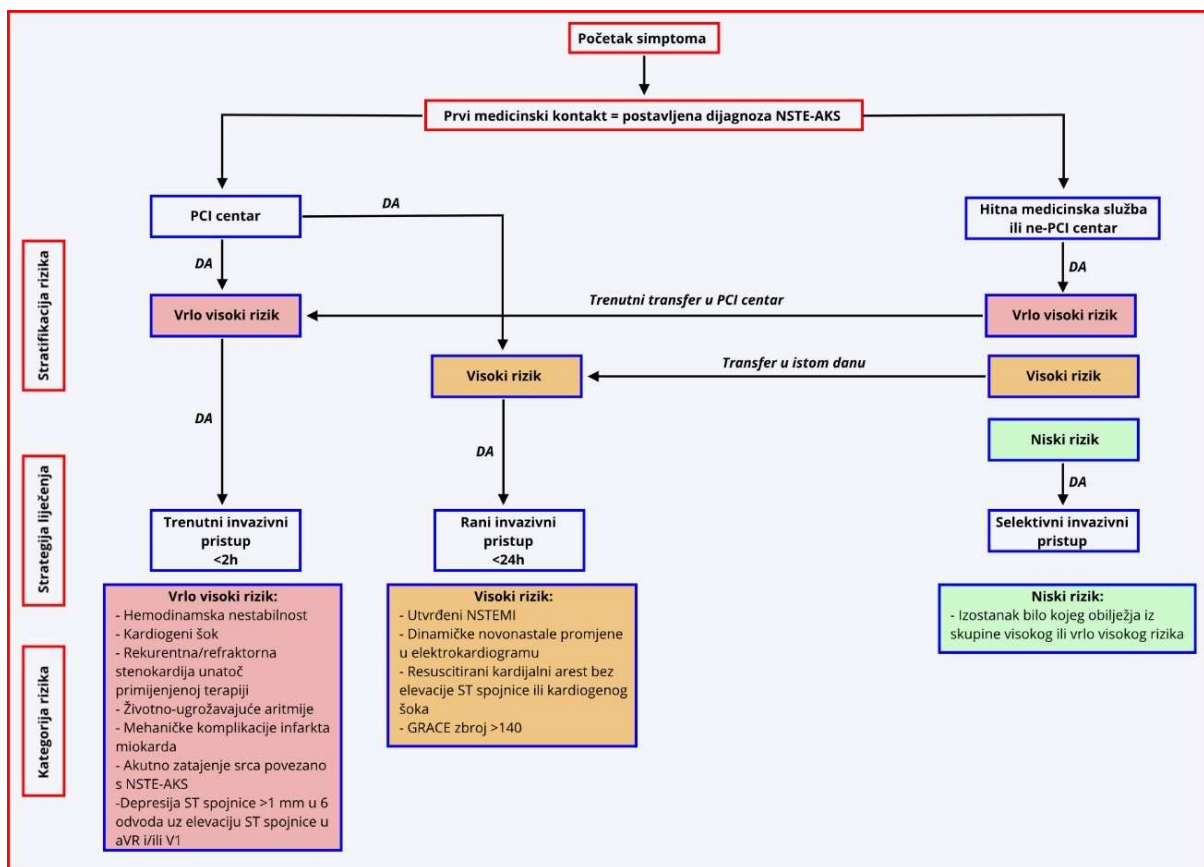 Početak simptoma
Prvi medicinski kontakt = postavljena dijagnoza NSTE-AKS
PCI centar
DA
Hitna medicinska služba
ili ne-PCI centar
DA
DA
Stratifikacija rizika
Vrlo visoki rizik
Trenutni transfer u PCI centar
Vrlo visoki rizik
Visoki rizik
Transfer u istom danu
Visoki rizik
DA
DA
Niski rizik
DA
Strategija liječenja
Trenutni invazivni
pristup
<2h
Rani invazivni
pristup
<24h
Selektivni invazivni
pristup
Kategorija rizika
Vrlo visoki rizik:
- Hemodinamska nestabilnost
- Kardiogeni šok
- Rekurentna/refraktorna
stenokardija unatoč
primijenjenoj terapiji
- Životno-ugrožavajuće aritmije
- Mehaničke komplikacije infarkta
miokarda
- Akutno zatajenje srca povezano
s NSTE-AKS
-Depresija ST spojnice >1 mm u 6
odvoda uz elevaciju ST spojnice u
aVR i/ili V1
Visoki rizik:
- Utvrđeni NSTEMI
- Dinamičke novonastale promjene
u elektrokardiogramu
- Resuscitirani kardijalni arest bez
elevacije ST spojnice ili kardiogenog
šoka
- GRACE zbroj >140
Niski rizik:
- Izostanak bilo kojeg obilježja iz
skupine visokog ili vrlo visokog rizika